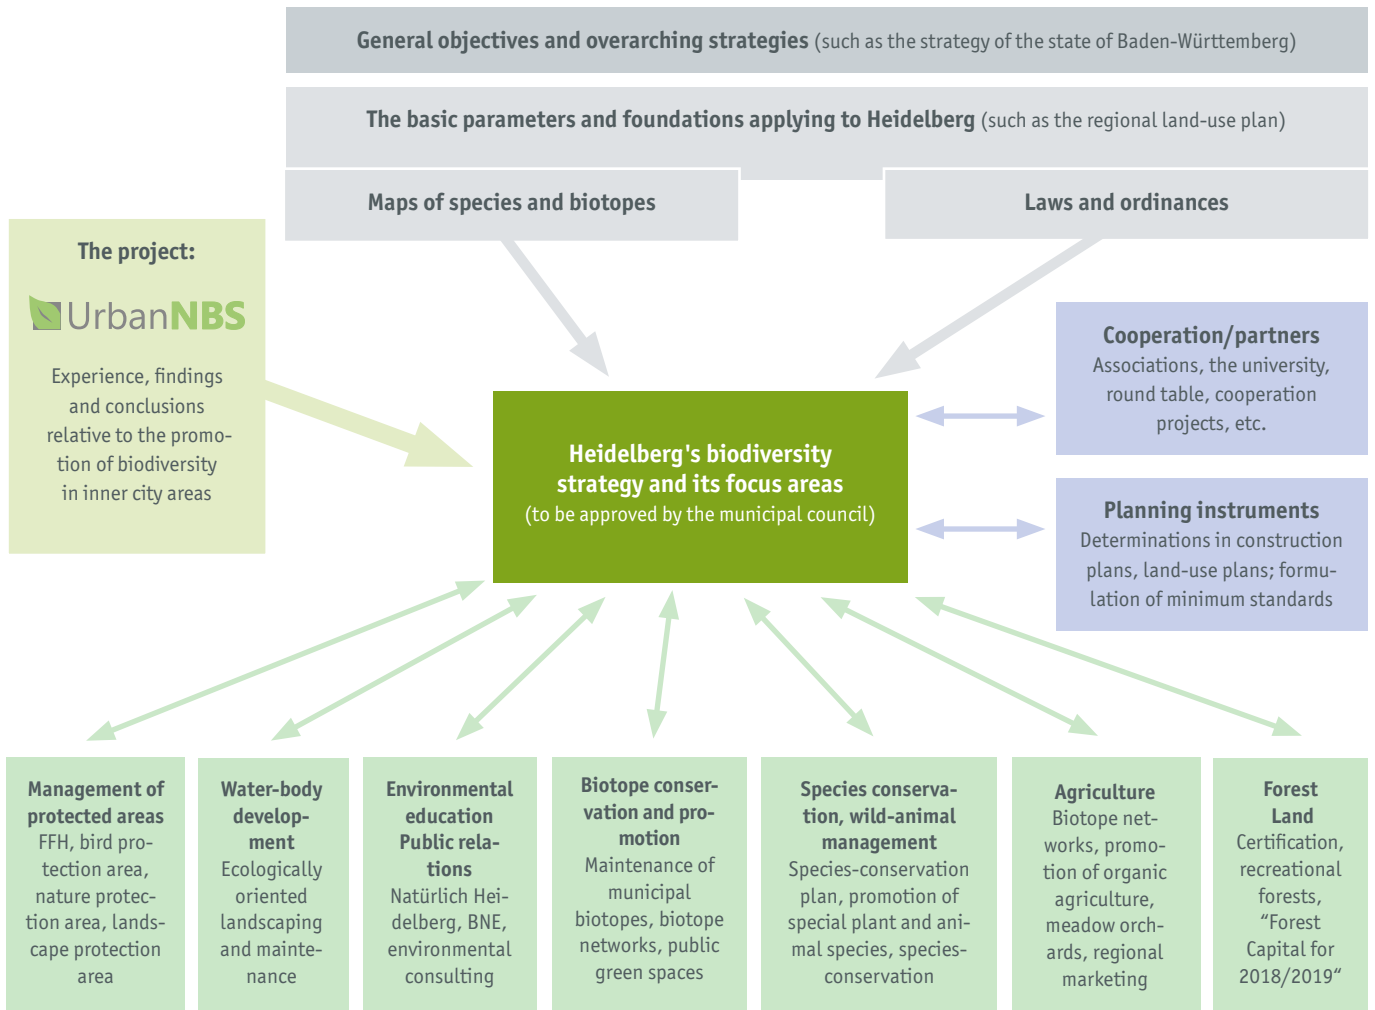 General objectives and overarching strategies (such as the strategy of the state of Baden-Württemberg)
The basic parameters and foundations applying to Heidelberg (such as the regional land-use plan)
Maps of species and biotopes
Laws and ordinances
The project:
UrbanNBS
Experience, findings
and conclusions
relative to the promo-
tion of biodiversity
in inner city areas
Heidelberg's biodiversity
strategy and its focus areas
(to be approved by the municipal council)
Cooperation/partners
Associations, the university,
round table, cooperation
projects, etc.
Planning instruments
Determinations in construction
plans, land-use plans; formu-
lation of minimum standards
Management of
protected areas
FFH, bird pro-
tection area,
nature protec-
tion area, lands-
cape protection
area
Water-body
develop-
ment
Ecologically
oriented
landscaping
and mainte-
nance
Environmental
education
Public rela-
tions
Natürlich Hei-
delberg, BNE,
environmental
consulting
Biotope conser-
vation and pro-
motion
Maintenance of
municipal
biotopes, biotope
networks, public
green spaces
Species conserva-
tion, wild-animal
management
Species-conservation
plan, promotion of
special plant and ani-
mal species, species-
conservation
Agriculture
Biotope net-
works, promo-
tion of organic
agriculture,
meadow orch-
ards, regional
marketing
Forest
Land
Certification,
recreational
forests,
“Forest
Capital for
2018/2019“